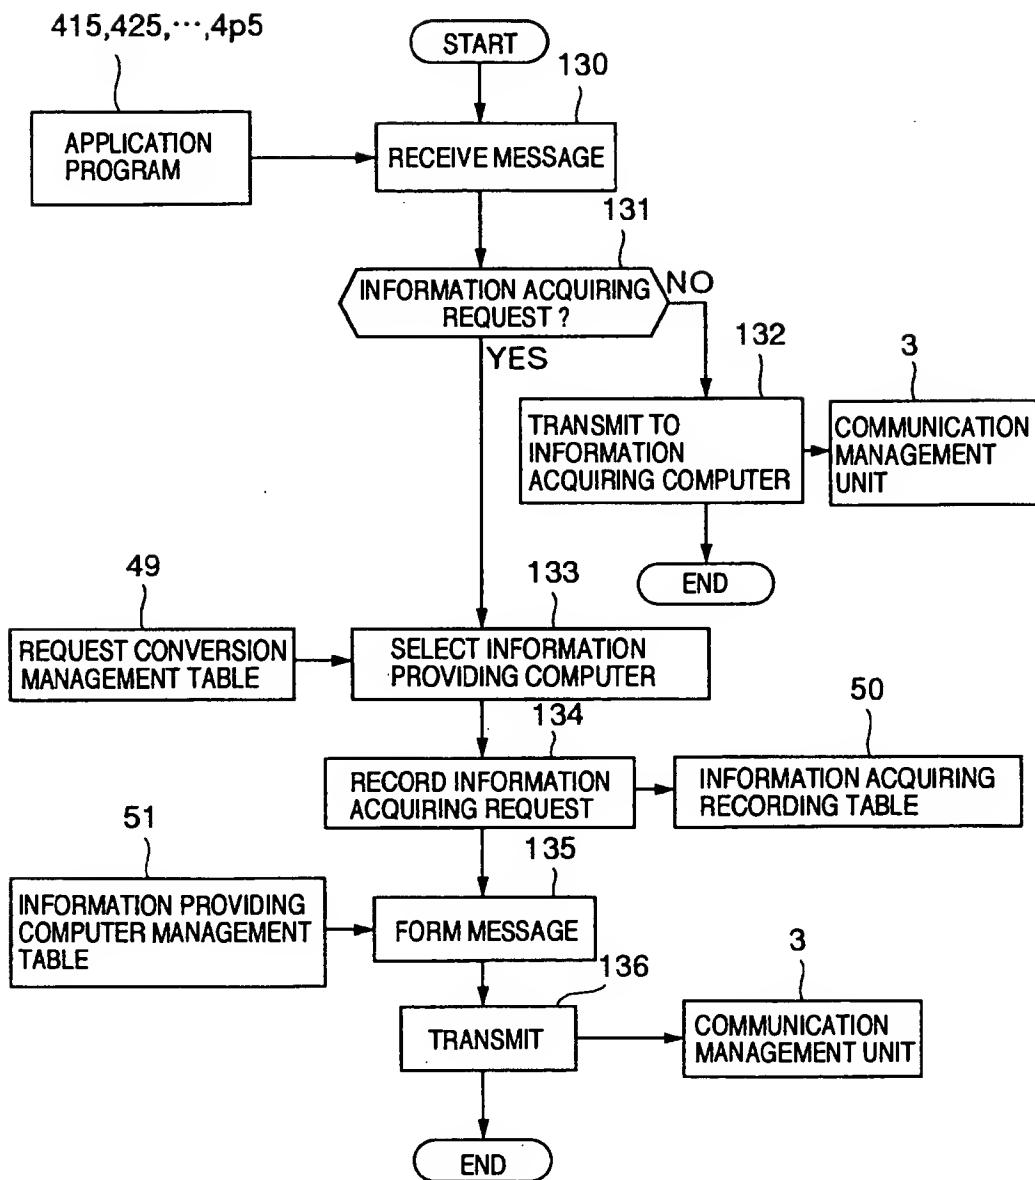 415,425,···,4p5
START
130
APPLICATION
PROGRAM
RECEIVE MESSAGE
131
INFORMATION ACQUIRING
REQUEST ?
NO
YES
132
3
TRANSMIT TO
INFORMATION
ACQUIRING COMPUTER
COMMUNICATION
MANAGEMENT
UNIT
END
49
133
REQUEST CONVERSION
MANAGEMENT TABLE
SELECT INFORMATION
PROVIDING COMPUTER
134
50
RECORD INFORMATION
ACQUIRING REQUEST
INFORMATION ACQUIRING
RECORDING TABLE
51
135
INFORMATION PROVIDING
COMPUTER MANAGEMENT
TABLE
FORM MESSAGE
136
3
TRANSMIT
COMMUNICATION
MANAGEMENT UNIT
END